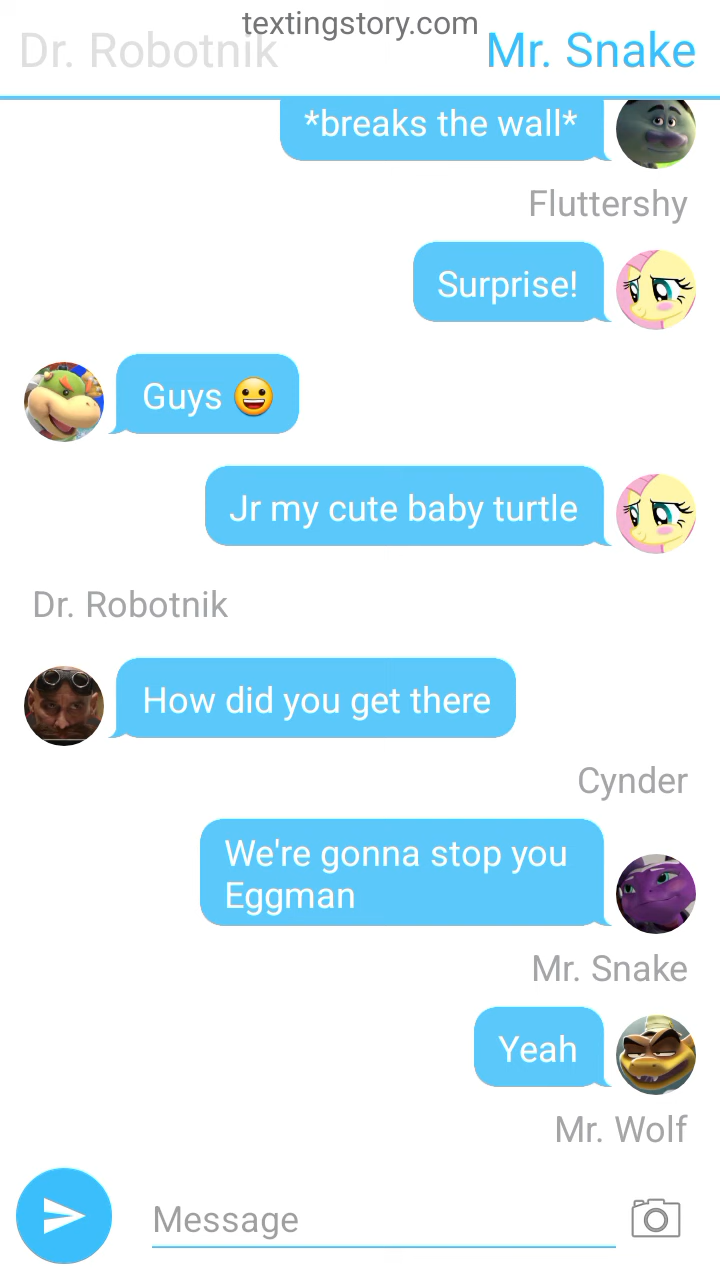 textingstory.com
Dr. Robotnik
Mr. Snake
*breaks the wall*
Fluttershy
Surprise!
Guys 😀
Jr my cute baby turtle
Dr. Robotnik
How did you get there
Cynder
We're gonna stop you
Eggman
Mr. Snake
Yeah
Mr. Wolf
Message